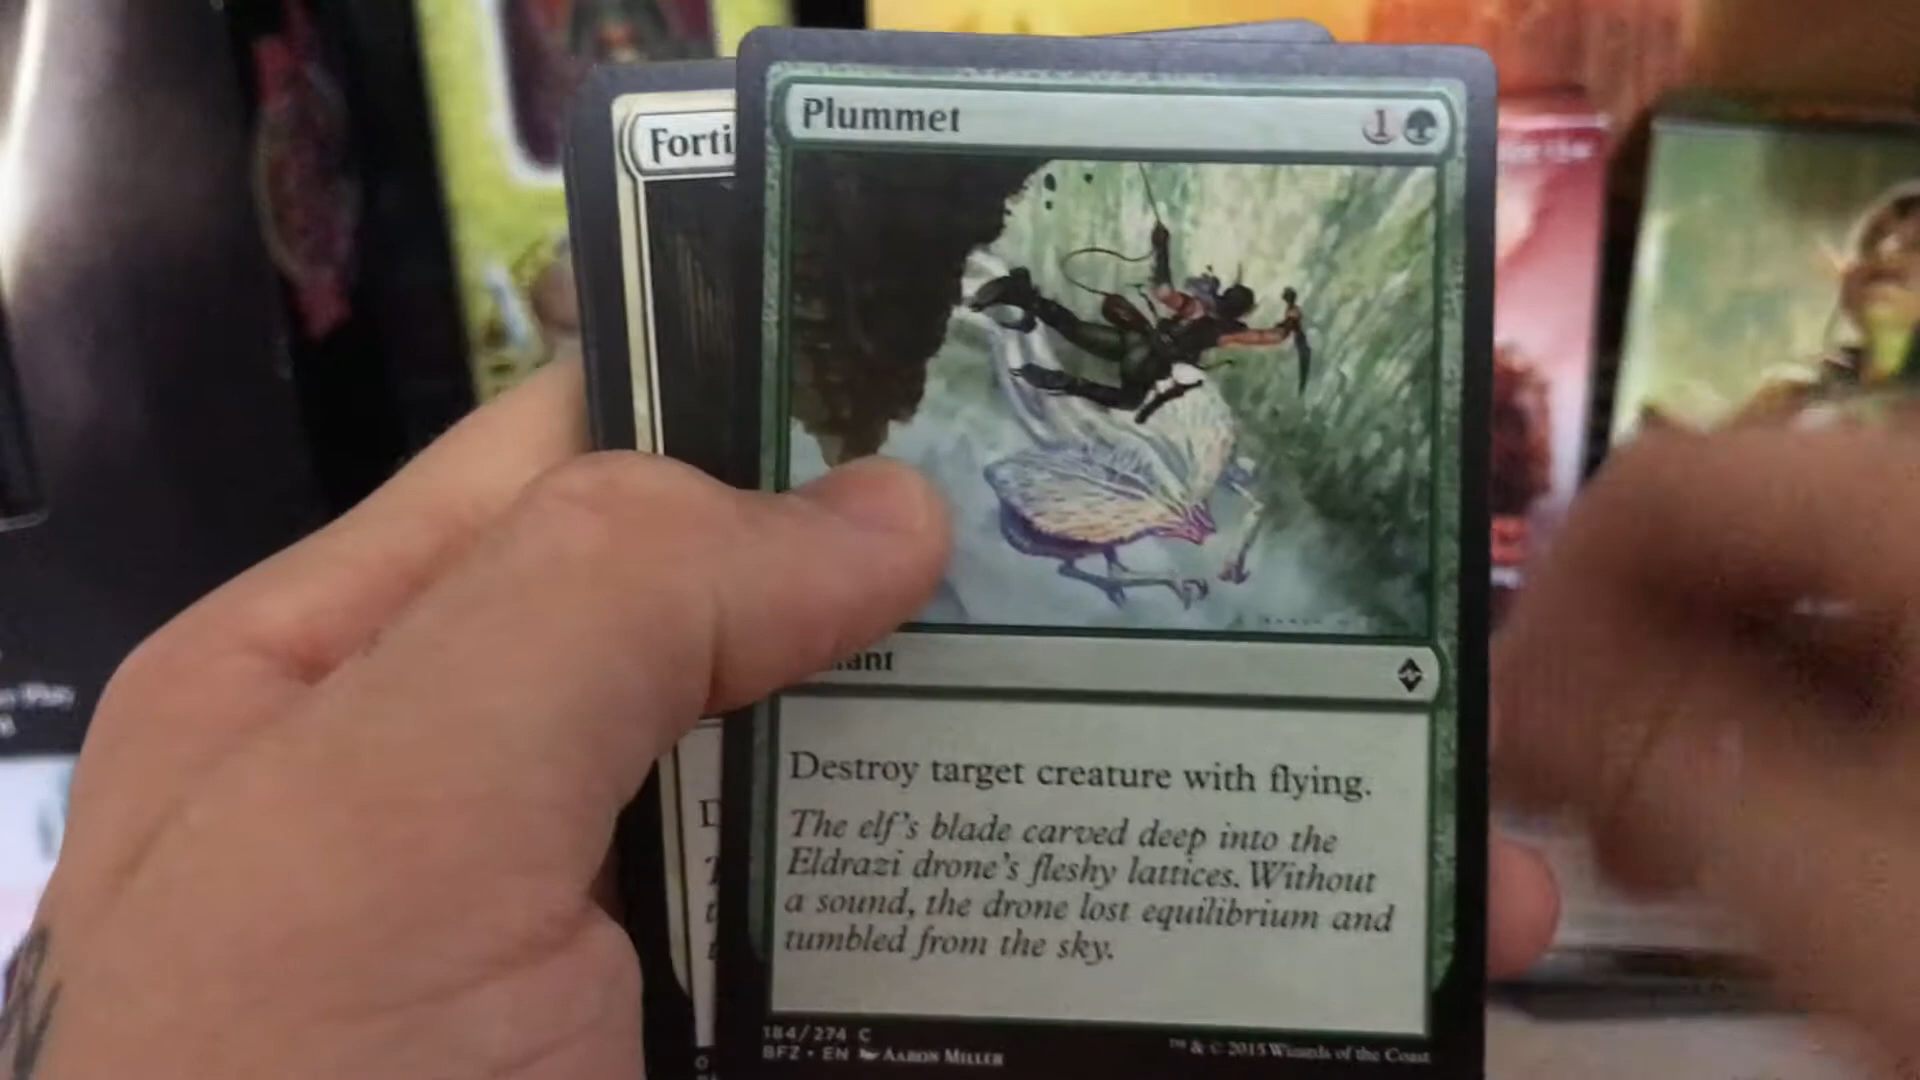 Plummet 1
Forti
ant
Destroy target creature with flying.
The elf's blade carved deep into the
Eldrazi drone's fleshy lattices. Without
a sound, the drone lost equilibrium and
tumbled from the sky.
184/274 C
BFZ • EN AARON MILLER
™ & © 2015 Wizards of the Coast
D